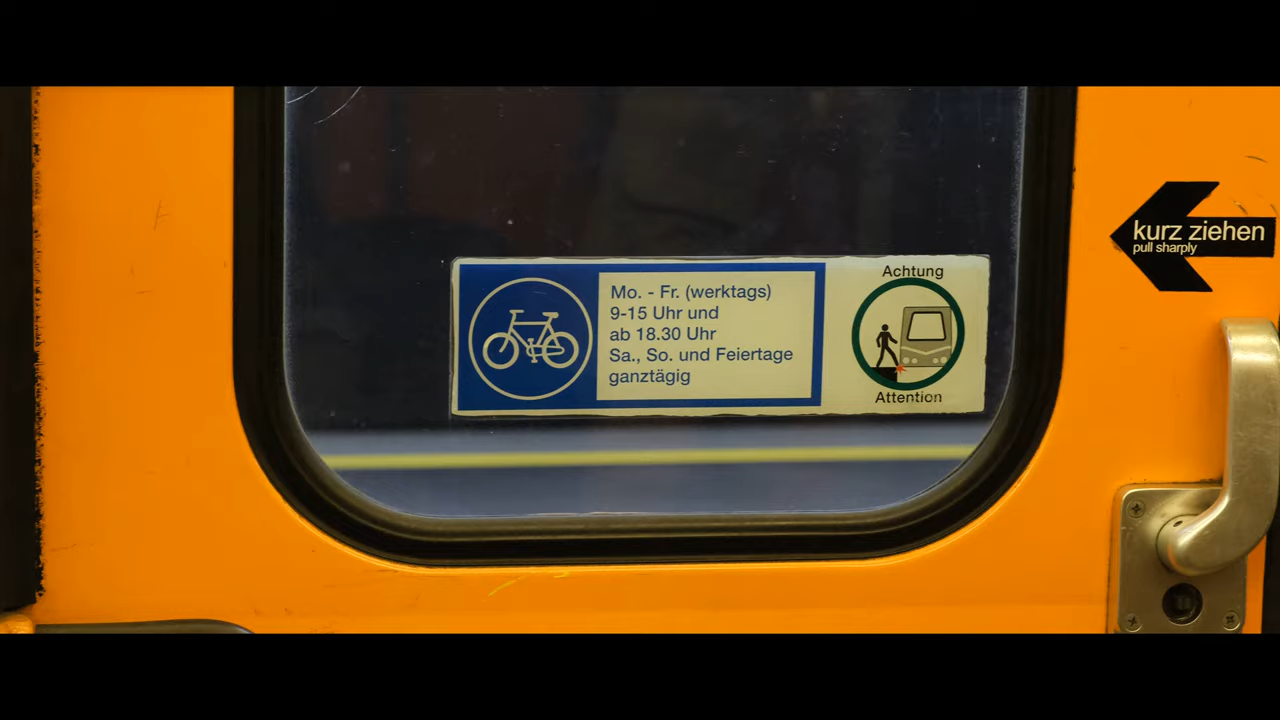 Mo. - Fr. (werktags)
9-15 Uhr und
ab 18.30 Uhr
Sa., So. und Feiertage
ganztägig
Achtung
Attention
kurz ziehen
pull sharply